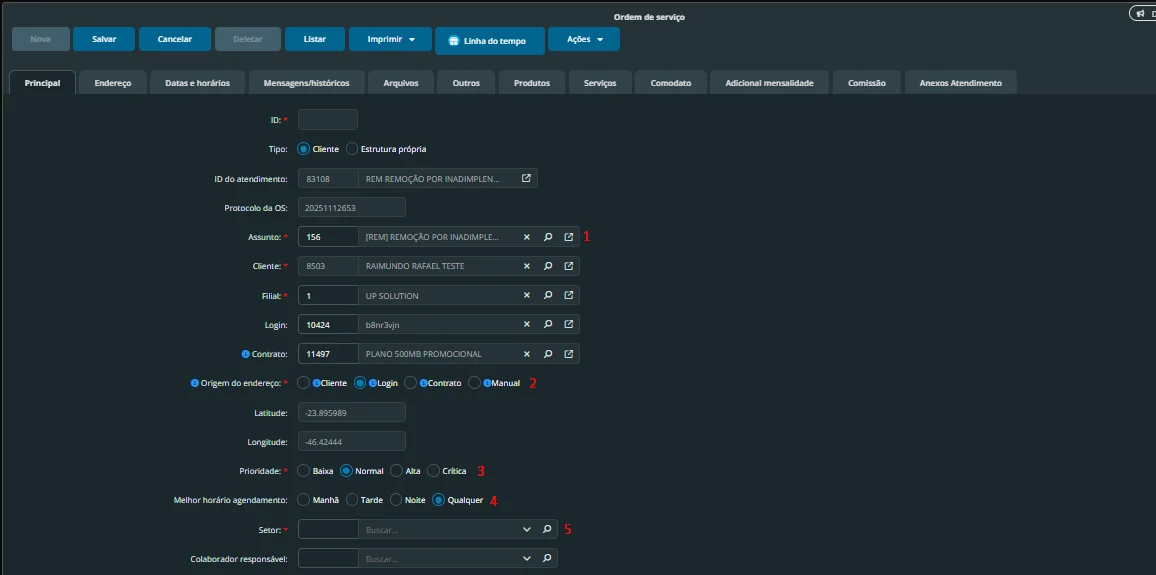 Ordem de serviço
Nova Salvar Cancelar Deletar Listar Imprimir Linha do tempo Ações
Principal Endereço Datas e horários Mensagens/históricos Arquivos Outros Produtos Serviços Comodato Adicional mensalidade Comissão Anexos Atendimento
ID: *
Tipo: Cliente Estrutura própria
ID do atendimento: 83108 REM REMOÇÃO POR INADIMPLEN...
Protocolo da OS: 20251112653
Assunto: * 156 [REM] REMOÇÃO POR INADIMPLE... 1
Cliente: * 8503 RAIMUNDO RAFAEL TESTE
Filial: * 1 UP SOLUTION
Login: 10424 b8nr3vjn
Contrato: 11497 PLANO 500MB PROMOCIONAL
Origem do endereço: * Cliente Login Contrato Manual 2
Latitude: -23.895989
Longitude: -46.42444
Prioridade: * Baixa Normal Alta Crítica 3
Melhor horário agendamento: Manhã Tarde Noite Qualquer 4
Setor: * Buscar... 5
Colaborador responsável: Buscar...